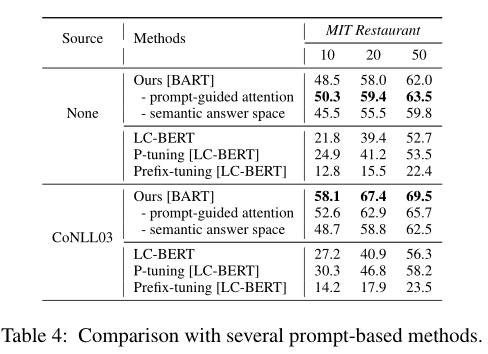 Source Methods MIT Restaurant
10 20 50
None
Ours [BART] 48.5 58.0 62.0
- prompt-guided attention 50.3 59.4 63.5
- semantic answer space 45.5 55.5 59.8
LC-BERT 21.8 39.4 52.7
P-tuning [LC-BERT] 24.9 41.2 53.5
Prefix-tuning [LC-BERT] 12.8 15.5 22.4
CoNLL03
Ours [BART] 58.1 67.4 69.5
- prompt-guided attention 52.6 62.9 65.7
- semantic answer space 48.7 58.8 62.5
LC-BERT 27.2 40.9 56.3
P-tuning [LC-BERT] 30.3 46.8 58.2
Prefix-tuning [LC-BERT] 14.2 17.9 23.5
Table 4: Comparison with several prompt-based methods.